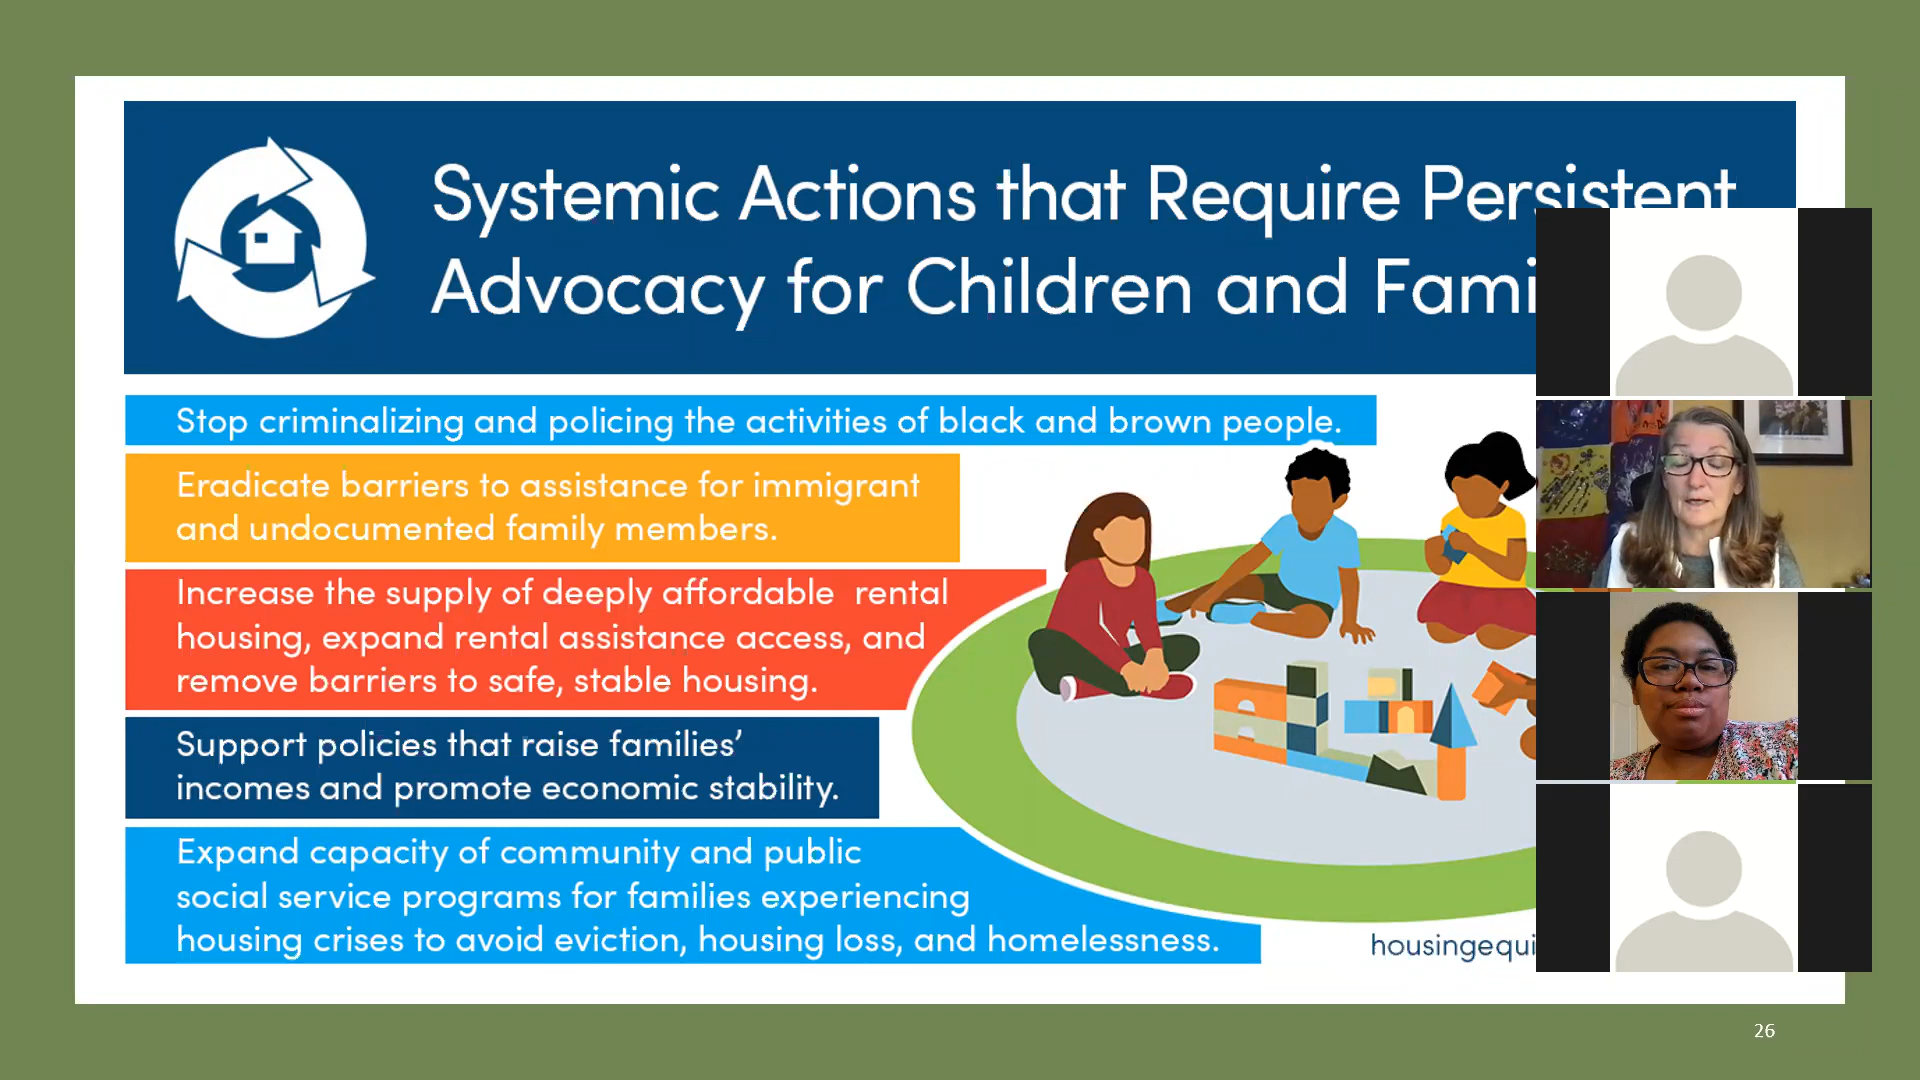 Systemic Actions that Require Persistent
Advocacy for Children and
Stop criminalizing and policing the activities of black and brown people.
Eradicate barriers to assistance for immigrant
and undocumented family members.
Increase the supply of deeply affordable rental
housing, expand rental assistance access, and
remove barriers to safe, stable housing.
Support policies that raise families’
incomes and promote economic stability.
Expand capacity of community and public
social service programs for families experiencing
housing crises to avoid eviction, housing loss, and homelessness.
26